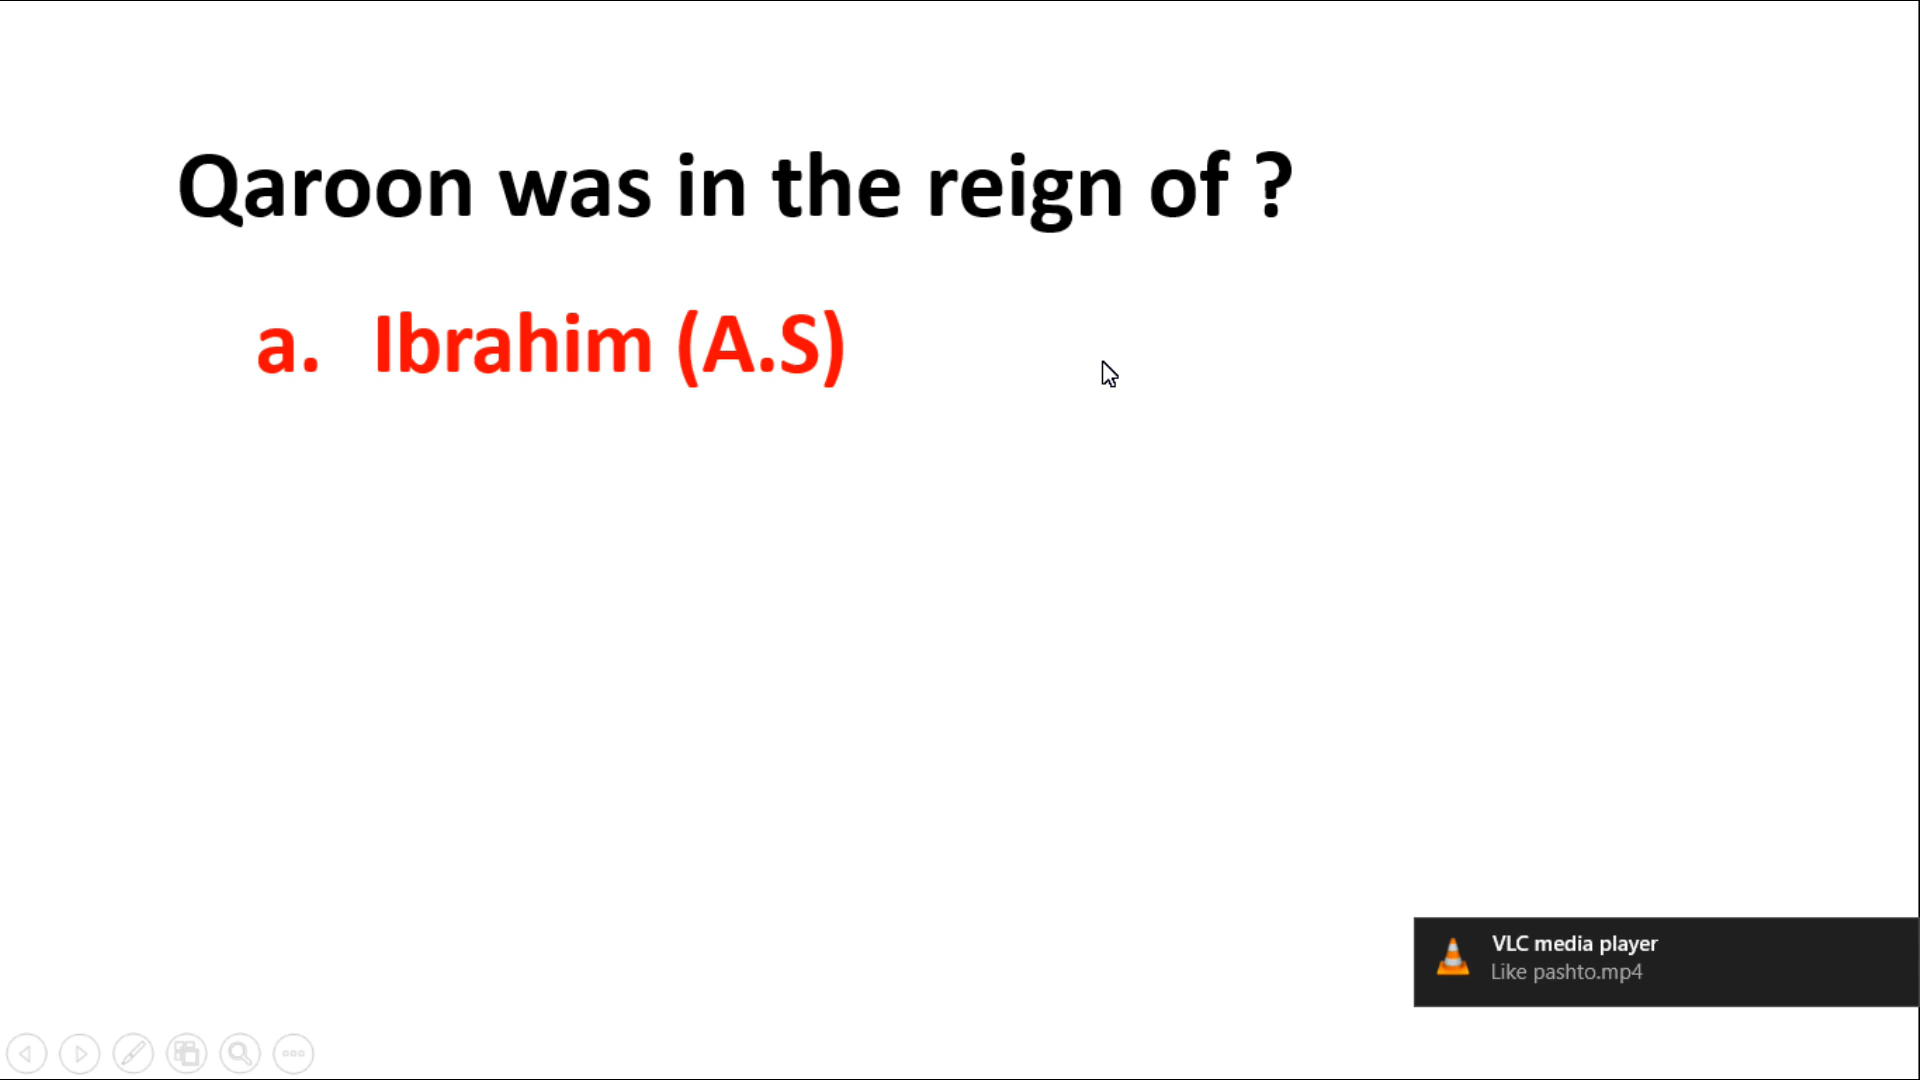 Qaroon was in the reign of ?
a. Ibrahim (A.S)
VLC media player
Like pashto.mp4